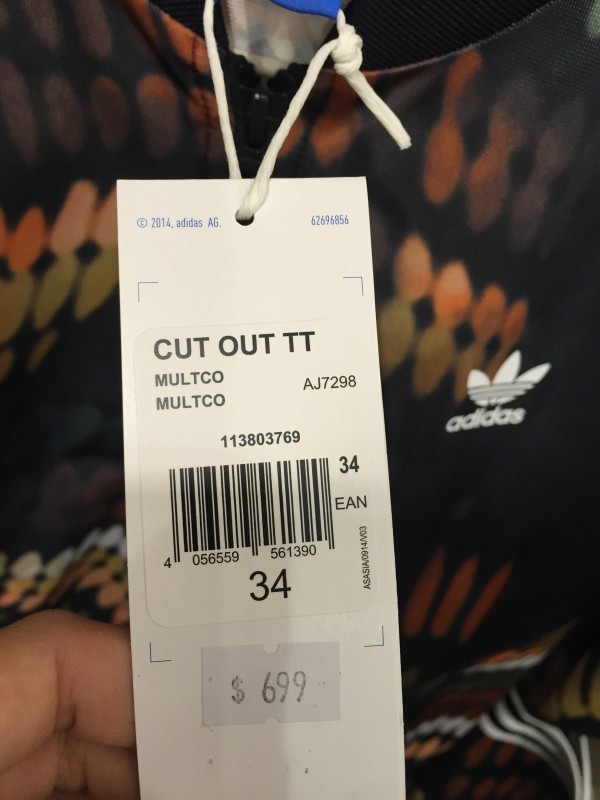 © 2014, adidas AG.
62696856
CUT OUT TT
MULTCO
AJ7298
MULTCO
113803769
34
EAN
4 056559 561390
34
ASASIA/0914/V03
$ 699
adidas